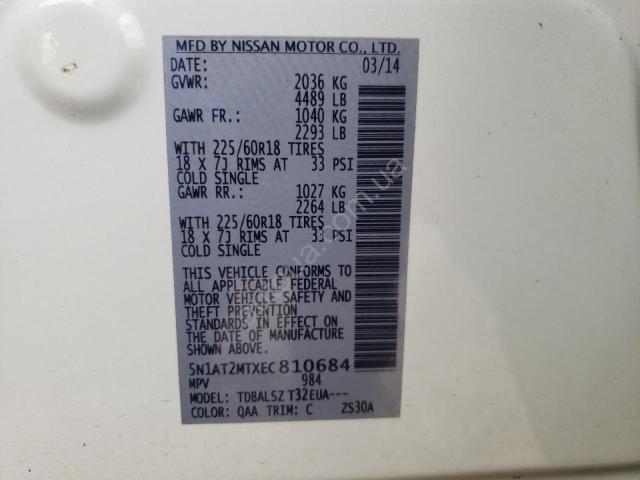 MFD BY NISSAN MOTOR CO., LTD.
DATE: 03/14
GVWR: 2036 KG
4489 LB
GAWR FR.: 1040 KG
2293 LB
WITH 225/60R18 TIRES
18 X 7J RIMS AT 33 PSI
COLD SINGLE
GAWR RR.: 1027 KG
2264 LB
WITH 225/60R18 TIRES
18 X 7J RIMS AT 33 PSI
COLD SINGLE
THIS VEHICLE CONFORMS TO
ALL APPLICABLE FEDERAL
MOTOR VEHICLE SAFETY AND
THEFT PREVENTION
STANDARDS IN EFFECT ON
THE DATE OF MANUFACTURE
SHOWN ABOVE.
5N1AT2MTXEC810684
MPV 984
MODEL: TDBALSZ T32EUA---
COLOR: QAA TRIM: C ZS30A